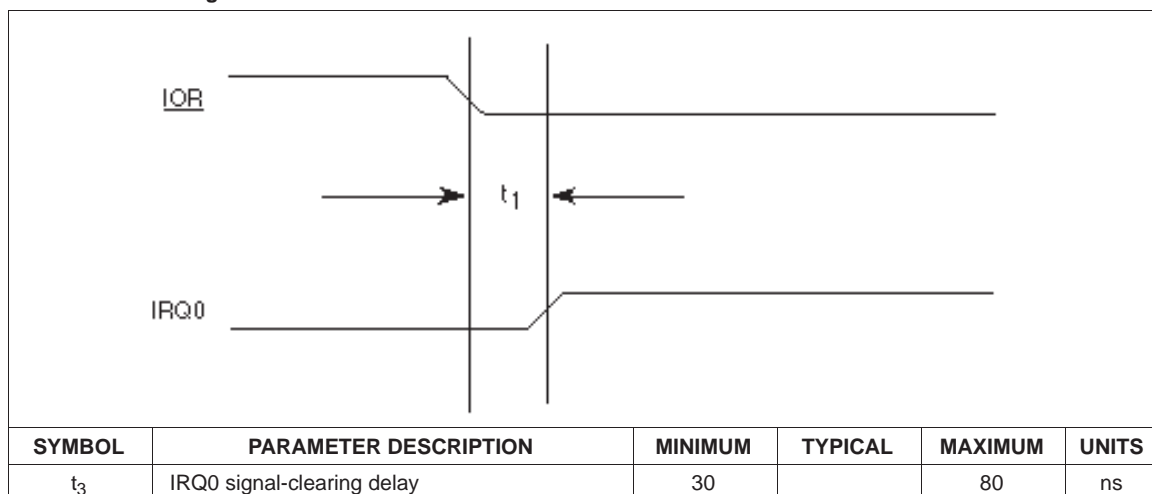 IOR
t1
IRQ0
SYMBOL PARAMETER DESCRIPTION MINIMUM TYPICAL MAXIMUM UNITS
t3 IRQ0 signal-clearing delay 30 80 ns